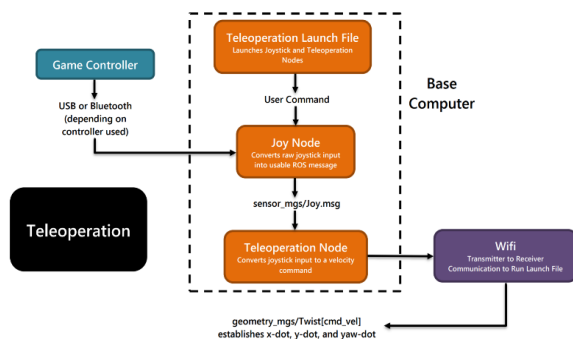 Teleoperation Launch File
Launches Joystick and Teleoperation
Nodes
Game Controller
Base
Computer
USB or Bluetooth
(depending on
controller used)
User Command
Joy Node
Converts raw joystick input
into usable ROS message
sensor_mgs/Joy.msg
Teleoperation
Teleoperation Node
Converts joystick input to a velocity
command
Wifi
Transmitter to Receiver
Communication to Run Launch File
geometry_mgs/Twist[cmd_vel]
establishes x-dot, y-dot, and yaw-dot